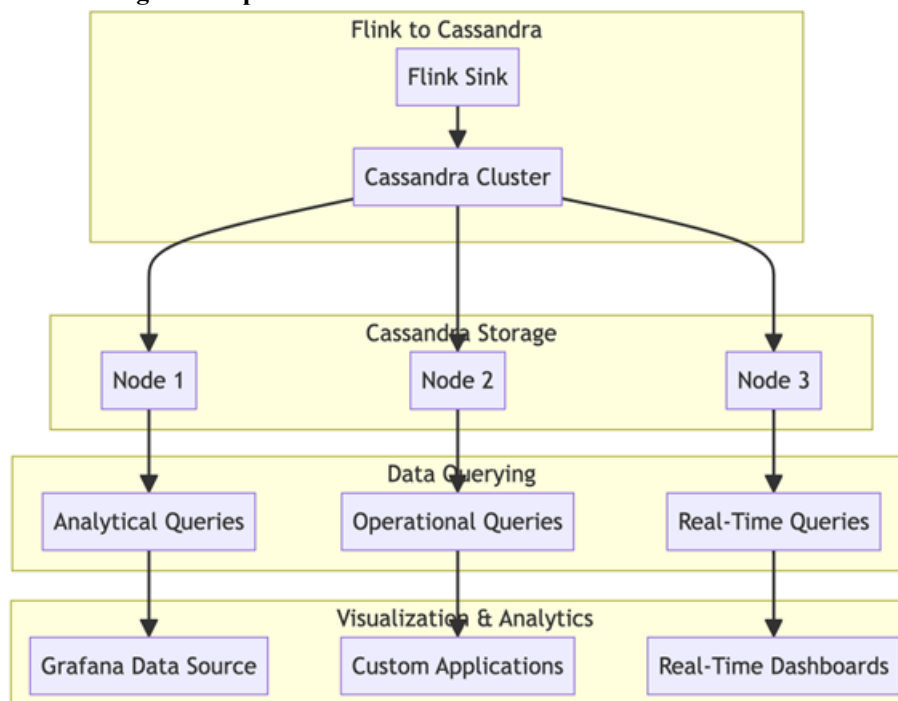 Flink to Cassandra
Flink Sink
Cassandra Cluster
Cassandra Storage
Node 1
Node 2
Node 3
Data Querying
Analytical Queries
Operational Queries
Real-Time Queries
Visualization & Analytics
Grafana Data Source
Custom Applications
Real-Time Dashboards